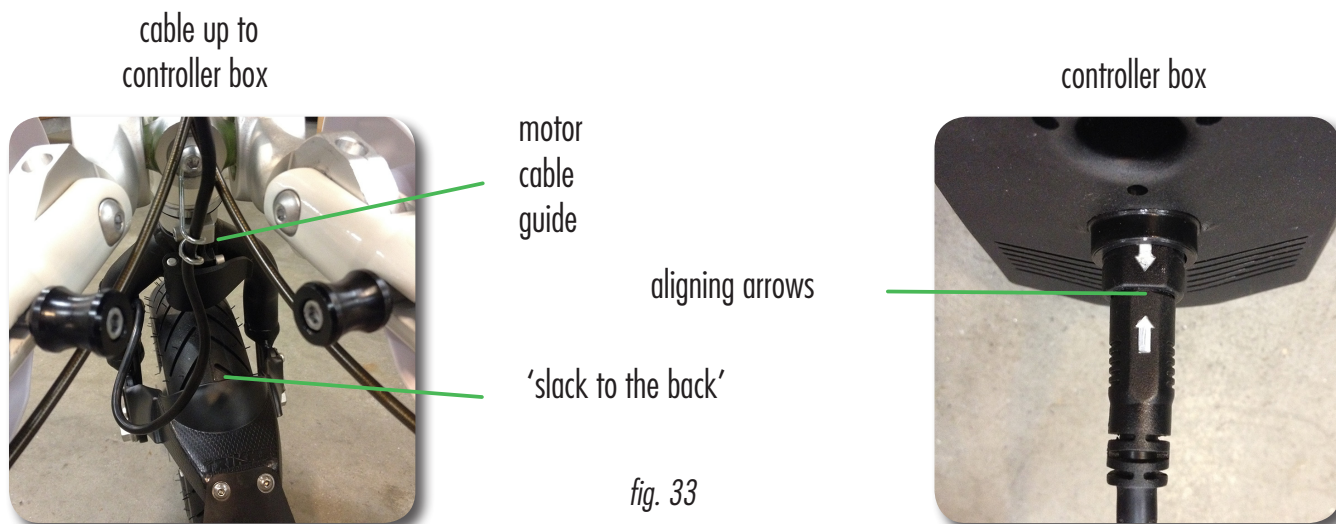 cable up to
controller box
controller box
motor
cable
guide
aligning arrows
‘slack to the back’
fig. 33